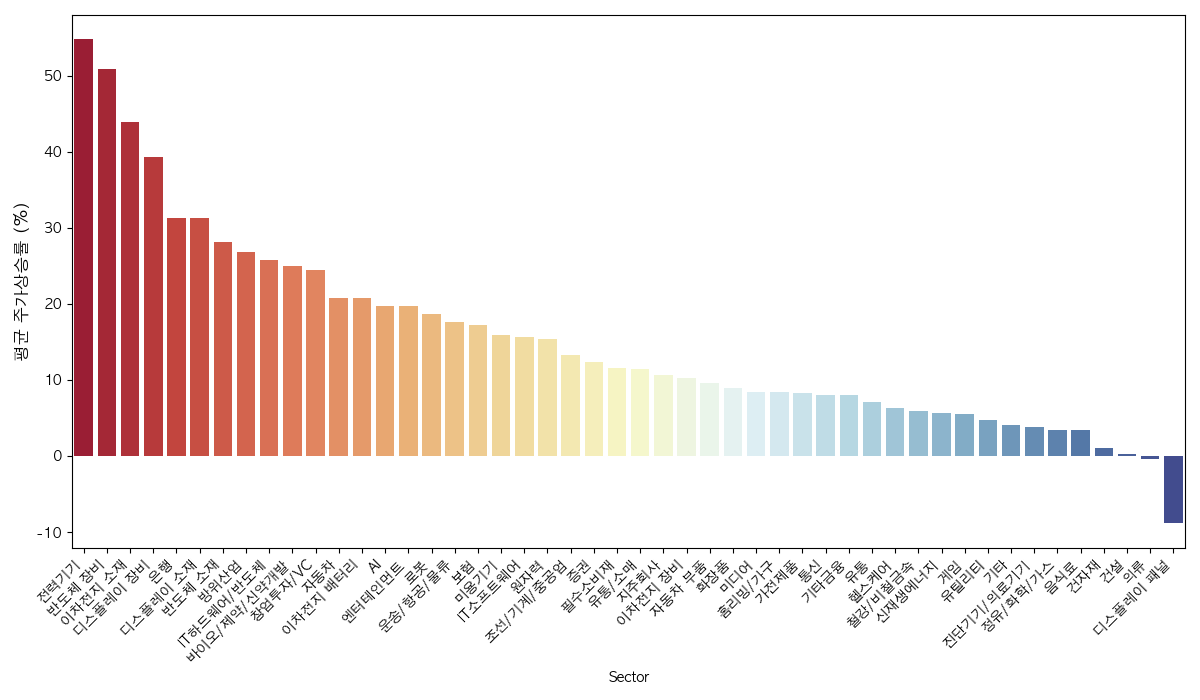 평균 주가상승률 (%)
50
40
30
20
10
0
-10
전력기기
반도체 장비
이차전지 소재
디스플레이 장비
은행
디스플레이 소재
반도체 소재
방위산업
IT하드웨어/반도체
바이오/제약/신약개발
창업투자/VC
자동차
이차전지 배터리
AI
엔터테인먼트
로봇
운송/항공/물류
보험
미용기기
IT소프트웨어
원자력
조선/기계/중공업
증권
필수소비재
유통/소매
지주회사
이차전지 장비
자동차 부품
화장품
미디어
홈리빙/가구
가전제품
통신
기타금융
유통
헬스케어
철강/비철금속
신재생에너지
게임
유틸리티
기타
진단기기/의료기기
정유/화학/가스
음식료
건자재
건설
의류
디스플레이 패널
Sector